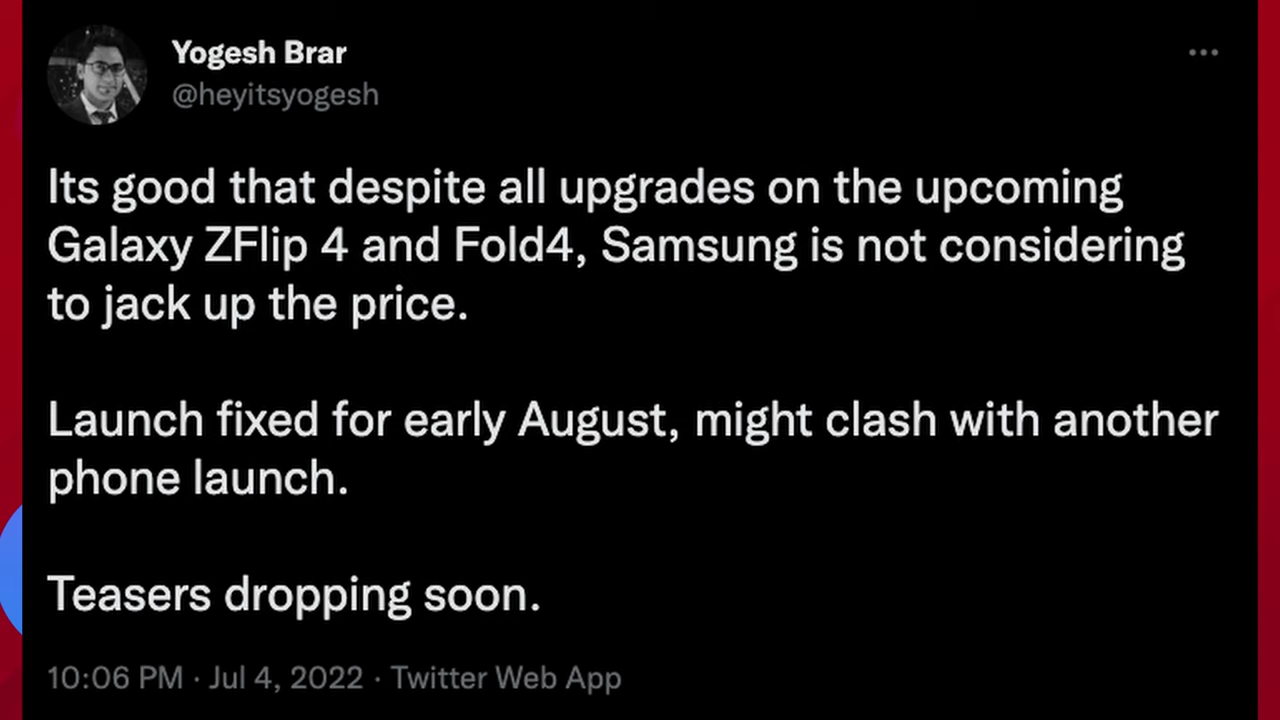 Yogesh Brar
@heyitsyogesh
Its good that despite all upgrades on the upcoming
Galaxy ZFlip 4 and Fold4, Samsung is not considering
to jack up the price.
Launch fixed for early August, might clash with another
phone launch.
Teasers dropping soon.
10:06 PM · Jul 4, 2022 · Twitter Web App